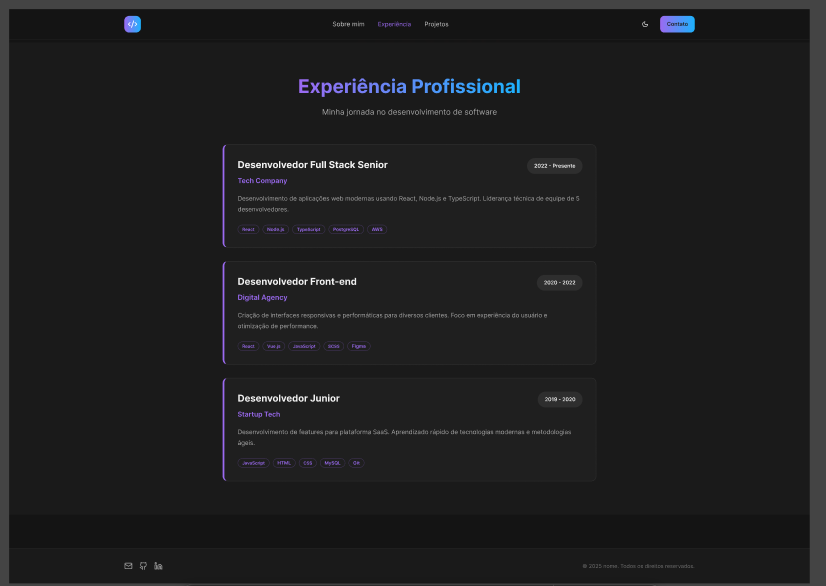 </>
Sobre mim Experiência Projetos
Contato
Experiência Profissional
Minha jornada no desenvolvimento de software
Desenvolvedor Full Stack Senior
2022 - Presente
Tech Company
Desenvolvimento de aplicações web modernas usando React, Node.js e TypeScript. Liderança técnica de equipe de 5
desenvolvedores.
React Node.js TypeScript PostgreSQL AWS
Desenvolvedor Front-end
2020 - 2022
Digital Agency
Criação de interfaces responsivas e performáticas para diversos clientes. Foco em experiência do usuário e
otimização de performance.
React Vue.js JavaScript SCSS Figma
Desenvolvedor Junior
2019 - 2020
Startup Tech
Desenvolvimento de features para plataforma SaaS. Aprendizado rápido de tecnologias modernas e metodologias
ágeis.
JavaScript HTML CSS MySQL Git
© 2025 nome. Todos os direitos reservados.